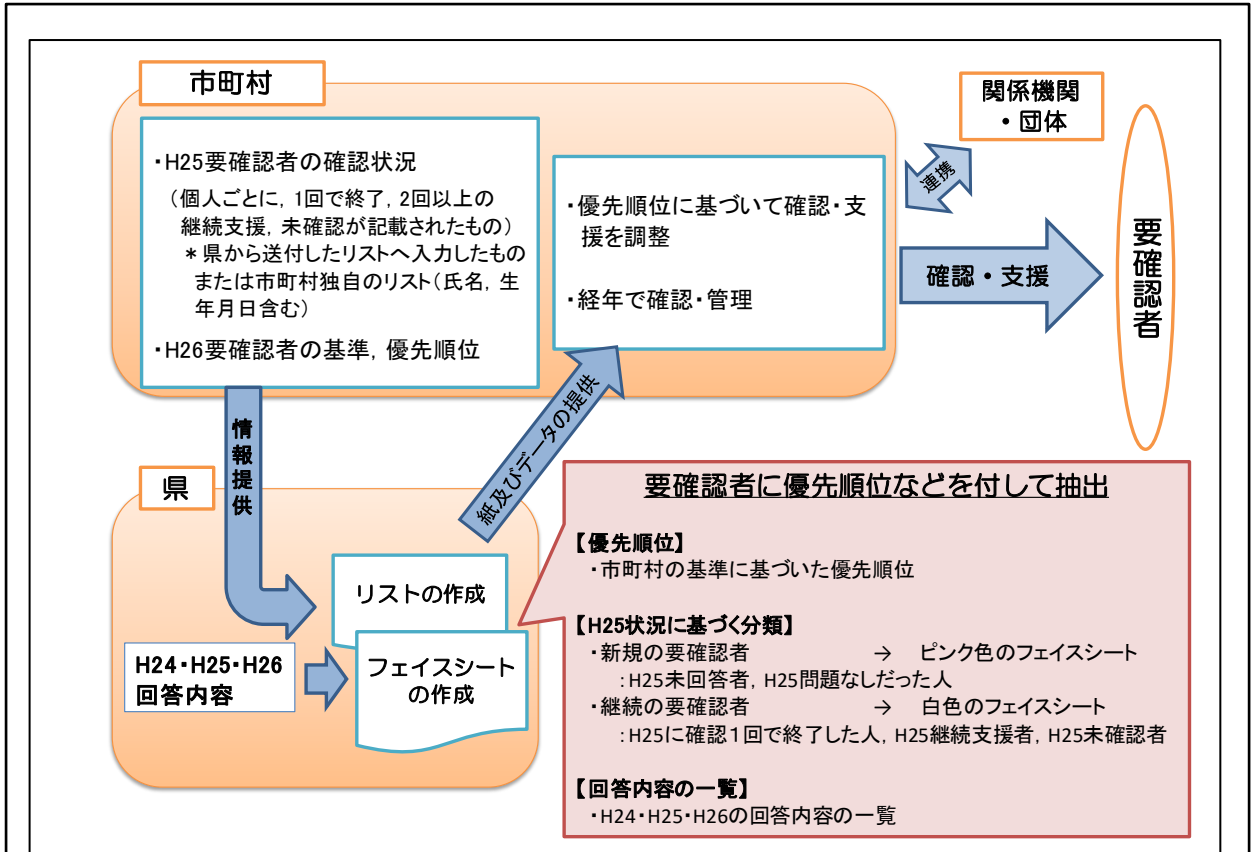 市町村
・H25要確認者の確認状況
（個人ごとに，1回で終了，2回以上の
継続支援，未確認が記載されたもの）
＊県から送付したリストへ入力したもの
または市町村独自のリスト（氏名，生
年月日含む）
・H26要確認者の基準，優先順位
・優先順位に基づいて確認・支
援を調整
・経年で確認・管理
関係機関
・団体
連携
確認・支援
要確認者
情報提供
紙及びデータの提供
県
リストの作成
フェイスシート
の作成
H24・H25・H26
回答内容
要確認者に優先順位などを付して抽出
【優先順位】
・市町村の基準に基づいた優先順位
【H25状況に基づく分類】
・新規の要確認者　→　ピンク色のフェイスシート
：H25未回答者，H25問題なしだった人
・継続の要確認者　→　白色のフェイスシート
：H25に確認１回で終了した人，H25継続支援者，H25未確認者
【回答内容の一覧】
・H24・H25・H26の回答内容の一覧